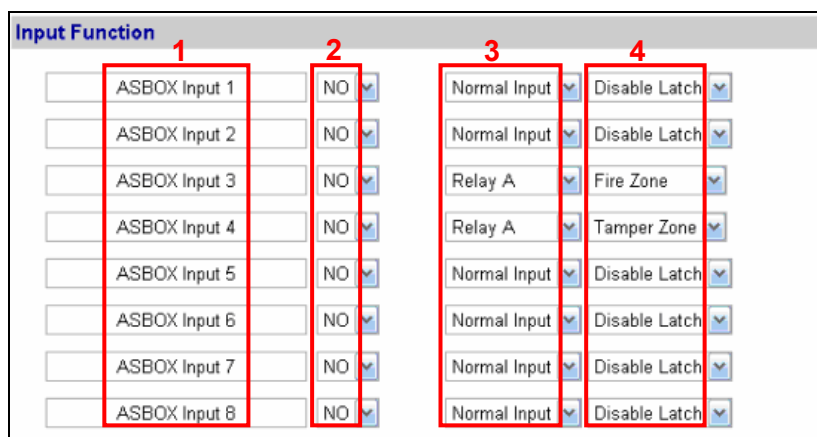 Input Function
1 2 3 4
ASBOX Input 1 NO Normal Input Disable Latch
ASBOX Input 2 NO Normal Input Disable Latch
ASBOX Input 3 NO Relay A Fire Zone
ASBOX Input 4 NO Relay A Tamper Zone
ASBOX Input 5 NO Normal Input Disable Latch
ASBOX Input 6 NO Normal Input Disable Latch
ASBOX Input 7 NO Normal Input Disable Latch
ASBOX Input 8 NO Normal Input Disable Latch